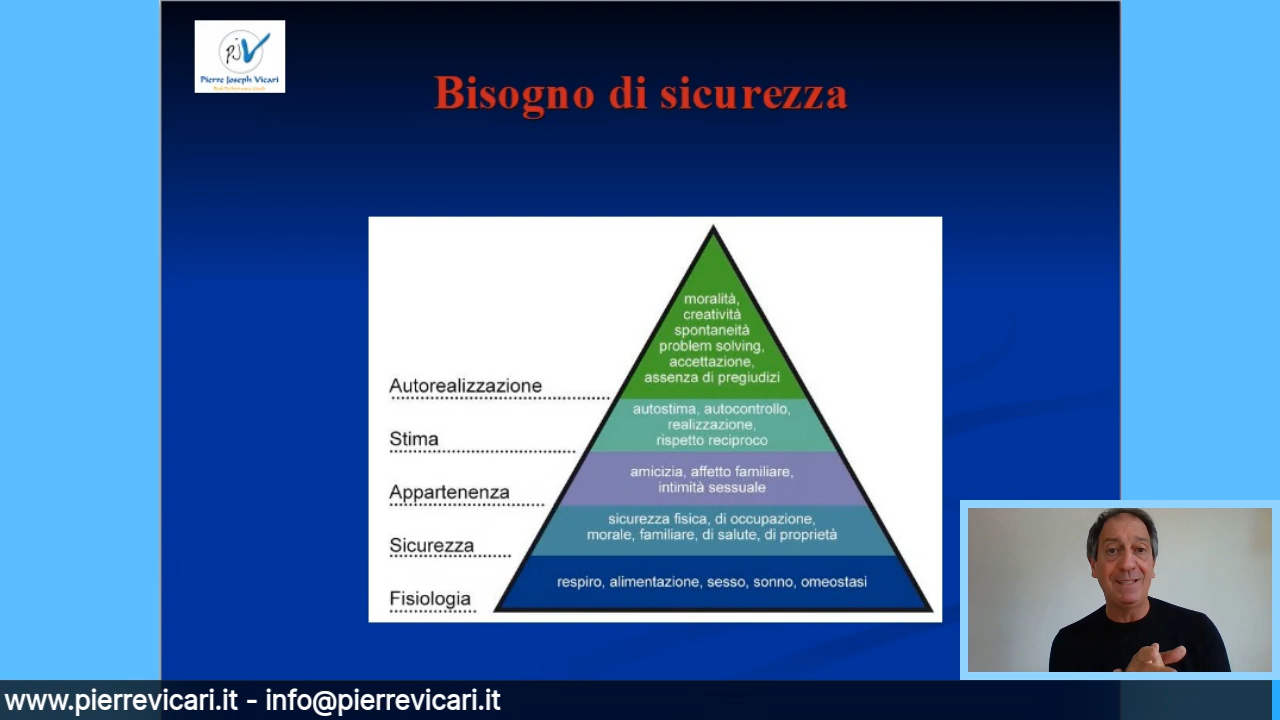 PJV
Pierre Joseph Vicari
Bisogno di sicurezza
moralità,
creatività
spontaneità
problem solving,
accettazione,
assenza di pregiudizi
Autorealizzazione
autostima, autocontrollo,
realizzazione,
rispetto reciproco
Stima
amicizia, affetto familiare,
intimità sessuale
Appartenenza
sicurezza fisica, di occupazione,
morale, familiare, di salute, di proprietà
Sicurezza
respiro, alimentazione, sesso, sonno, omeostasi
Fisiologia
www.pierrevicari.it - info@pierrevicari.it